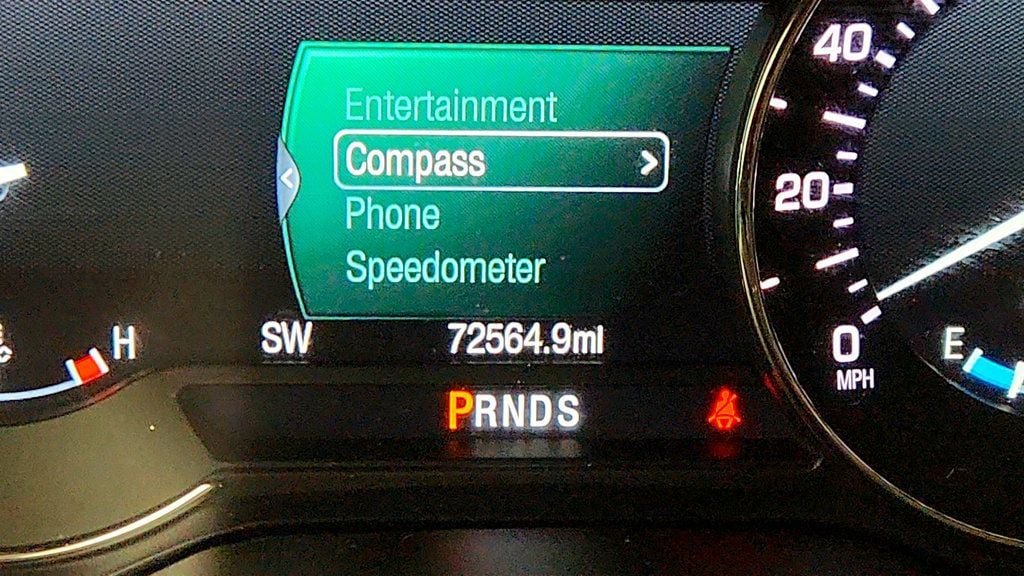 Entertainment
Compass >
Phone
Speedometer
SW 72564.9mi
PRNDS
H
40
20
0
MPH
E